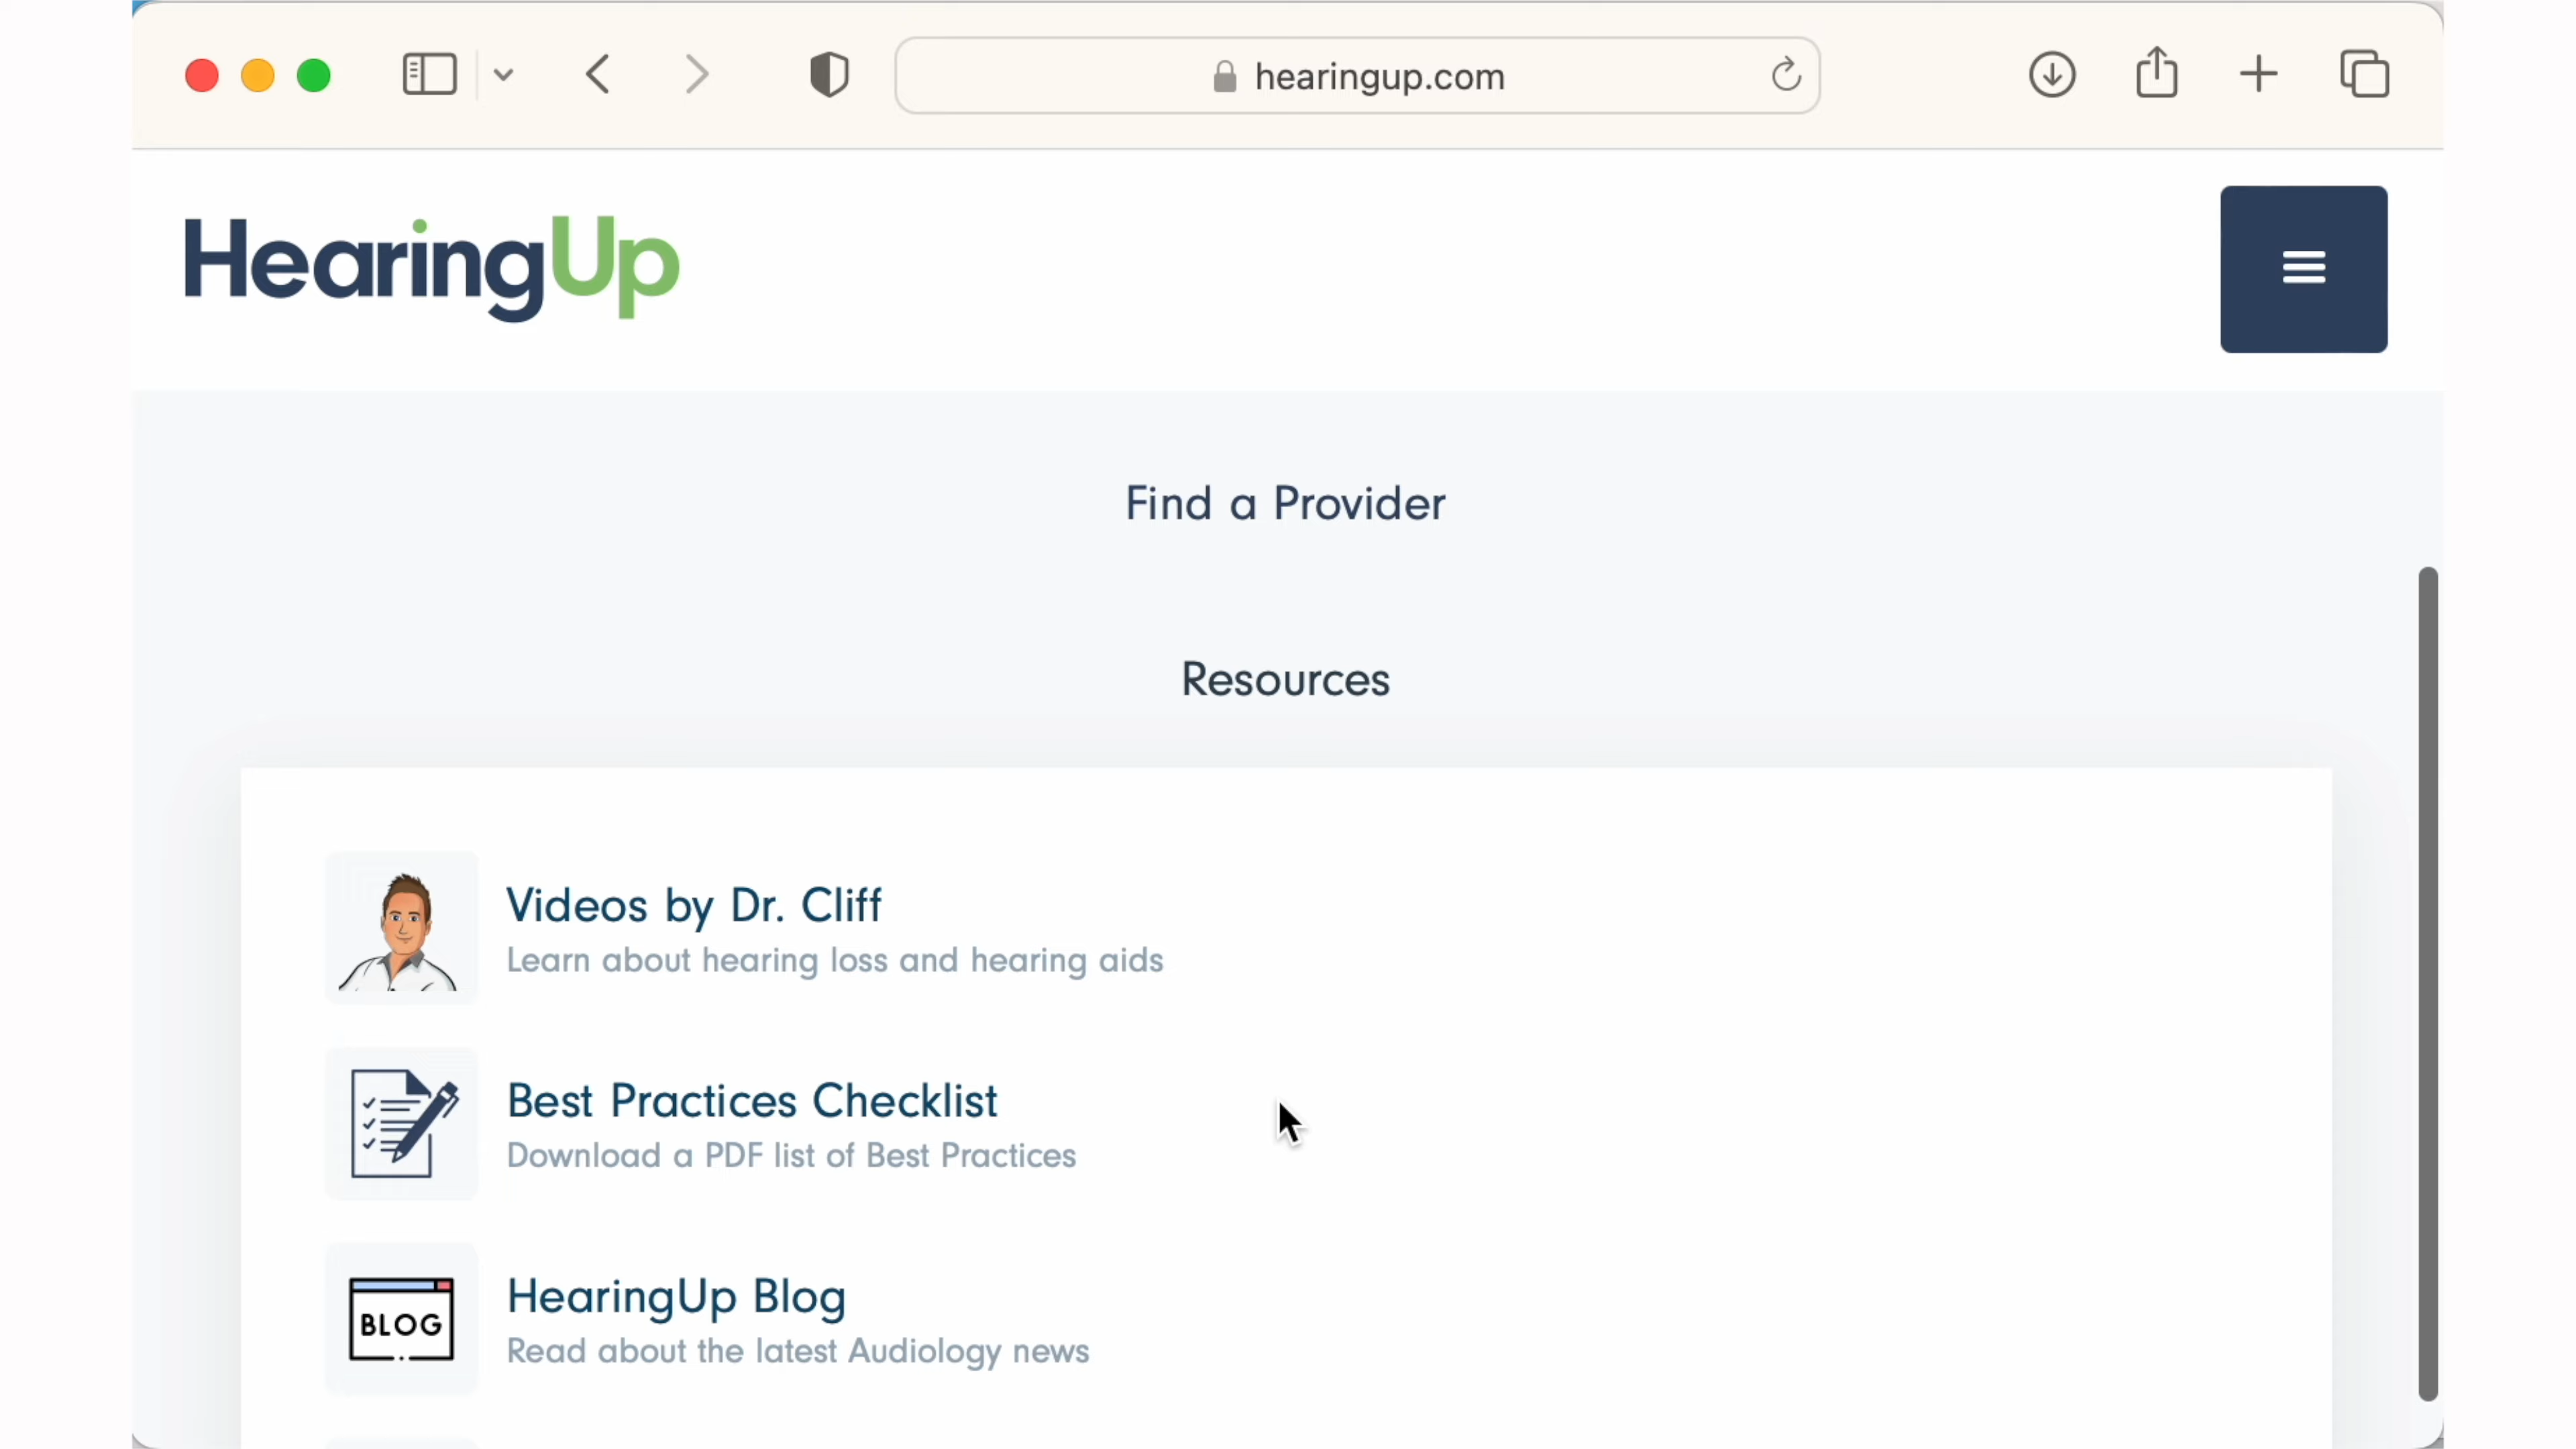 hearingup.com
HearingUp
Find a Provider
Resources
Videos by Dr. Cliff
Learn about hearing loss and hearing aids
Best Practices Checklist
Download a PDF list of Best Practices
BLOG
HearingUp Blog
Read about the latest Audiology news